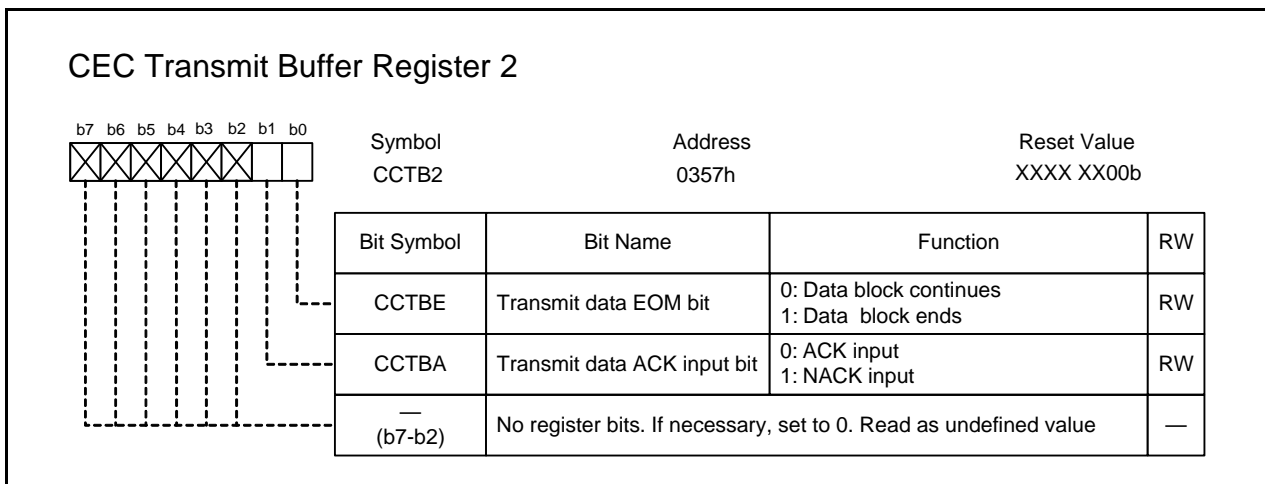 CEC Transmit Buffer Register 2
b7 b6 b5 b4 b3 b2 b1 b0
Symbol Address Reset Value
CCTB2 0357h XXXX XX00b
Bit Symbol Bit Name Function RW
CCTBE Transmit data EOM bit 0: Data block continues RW
1: Data block ends
CCTBA Transmit data ACK input bit 0: ACK input RW
1: NACK input
— No register bits. If necessary, set to 0. Read as undefined value —
(b7-b2)